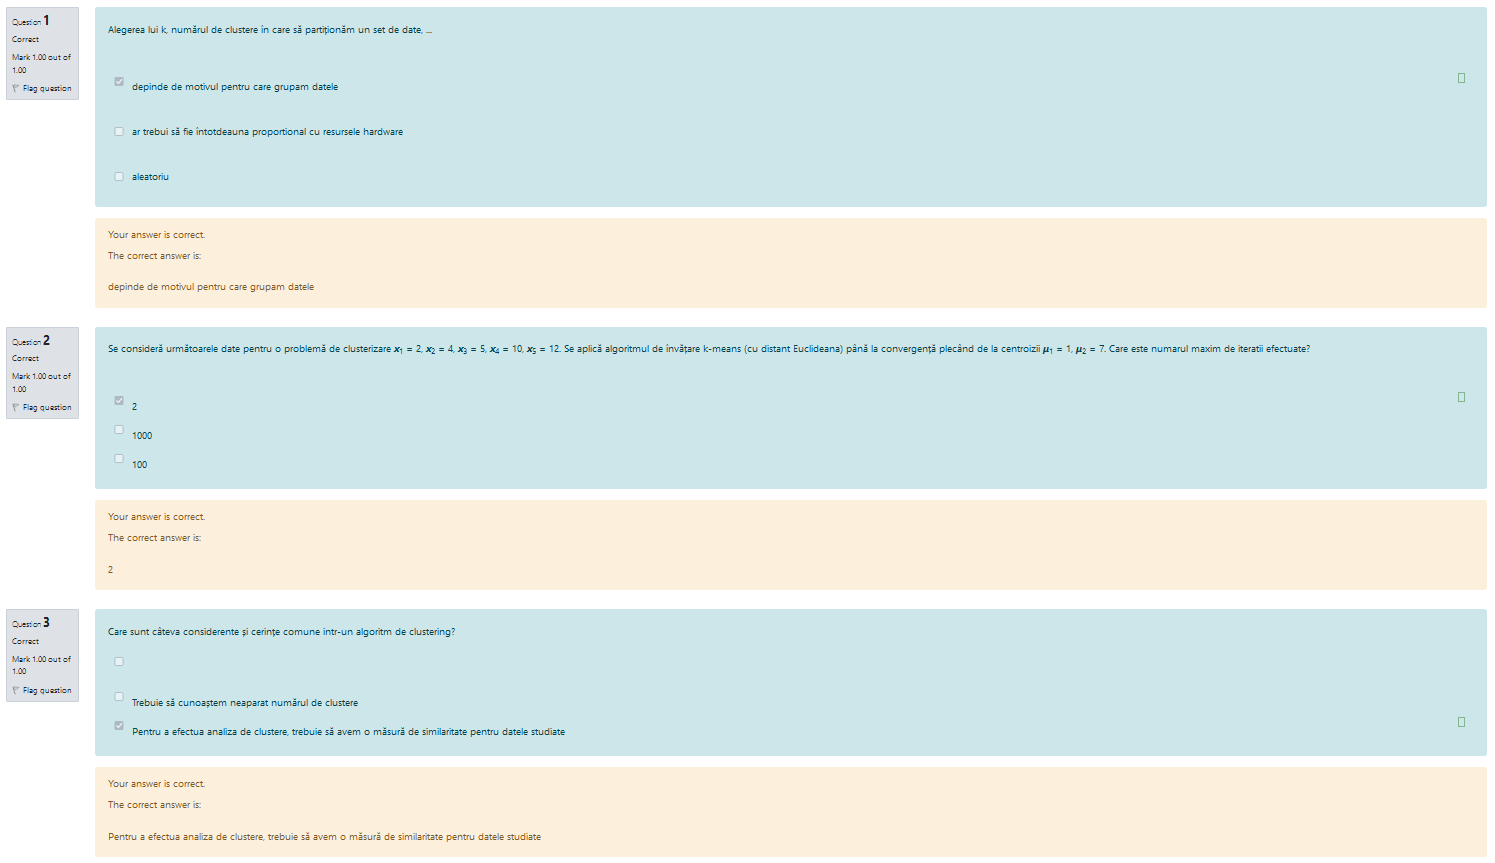 Question 1
Correct
Mark 1.00 out of
1.00
Flag question
Alegerea lui k, numărul de clustere în care să partiționăm un set de date, ...
depinde de motivul pentru care grupam datele
ar trebui să fie întotdeauna proportional cu resursele hardware
aleatoriu
Your answer is correct.
The correct answer is:
depinde de motivul pentru care grupam datele
Question 2
Correct
Mark 1.00 out of
1.00
Flag question
Se consideră următoarele date pentru o problemă de clusterizare x₁ = 2, x₂ = 4, x₃ = 5, x₄ = 10, x₅ = 12. Se aplică algoritmul de învățare k-means (cu distant Euclideana) până la convergență plecând de la centroizii μ₁ = 1, μ₂ = 7. Care este numarul maxim de iteratii efectuate?
2
1000
100
Your answer is correct.
The correct answer is:
2
Question 3
Correct
Mark 1.00 out of
1.00
Flag question
Care sunt câteva considerente și cerințe comune intr-un algoritm de clustering?
Trebuie să cunoaștem neaparat numărul de clustere
Pentru a efectua analiza de clustere, trebuie să avem o măsură de similaritate pentru datele studiate
Your answer is correct.
The correct answer is:
Pentru a efectua analiza de clustere, trebuie să avem o măsură de similaritate pentru datele studiate